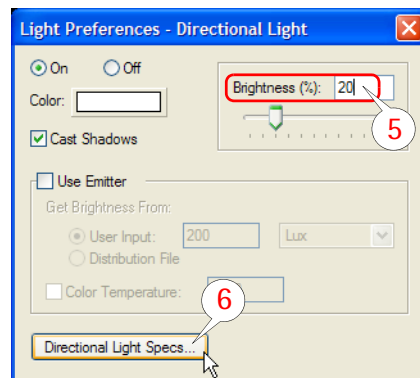 Light Preferences - Directional Light
On Off
Color:
Brightness (%): 20
5
Cast Shadows
Use Emitter
Get Brightness From:
User Input: 200 Lux
Distribution File
Color Temperature:
6
Directional Light Specs...